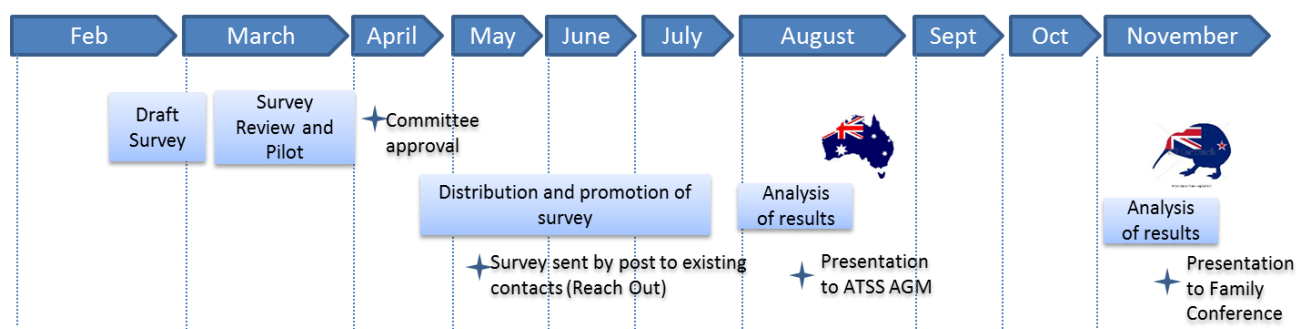 Feb
March
April
May
June
July
August
Sept
Oct
November
Draft
Survey
Survey
Review and
Pilot
Committee
approval
Distribution and promotion of
survey
Analysis
of results
Analysis
of results
Survey sent by post to existing
contacts (Reach Out)
Presentation
to ATSS AGM
Presentation
to Family
Conference